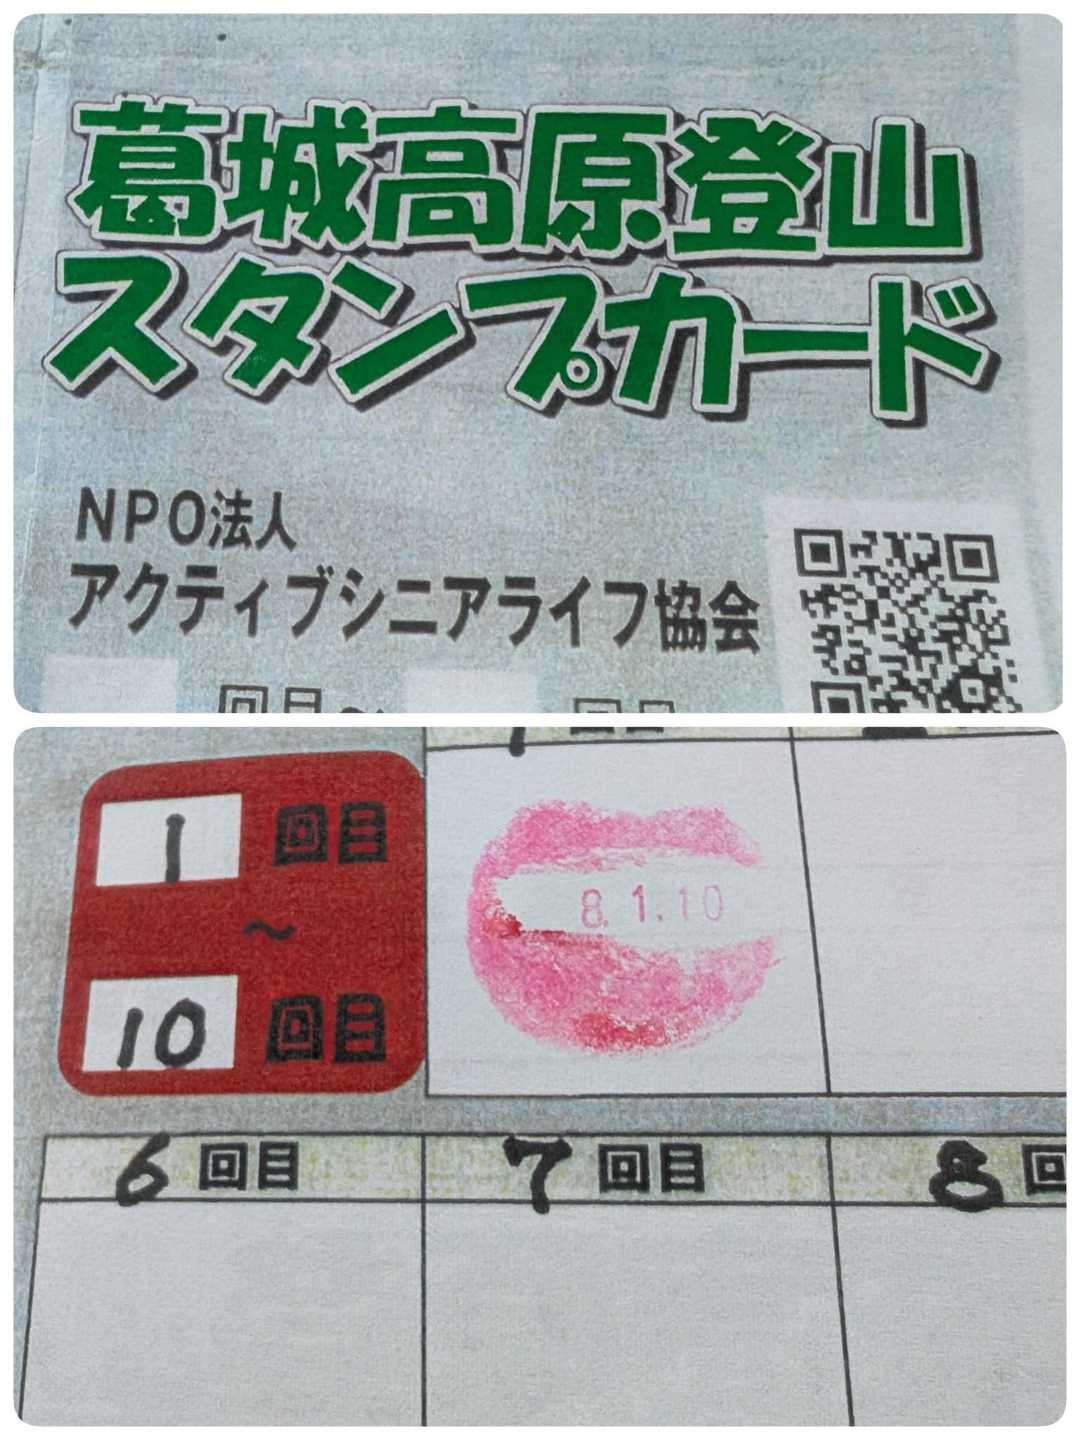 葛城高原登山
スタンプカード
NPO法人
アクティブシニアライフ協会
1 回目
～
10 回目
8.1.10
6 回目
7 回目
8 回